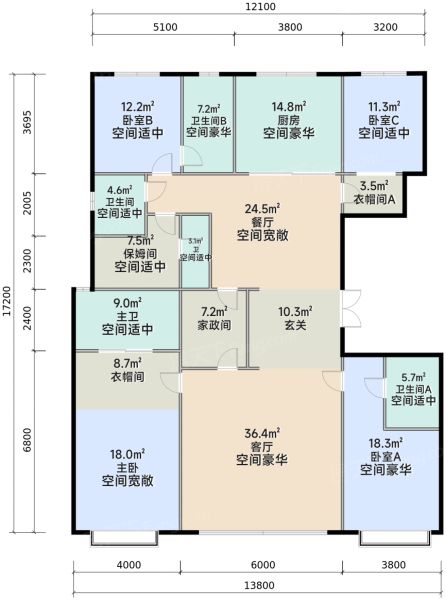 12100
5100 3800 3200
12.2㎡
卧室B
空间适中
7.2㎡
卫生间B
空间豪华
14.8㎡
厨房
空间豪华
11.3㎡
卧室C
空间适中
3695
4.6㎡
卫生间
空间适中
3.5㎡
衣帽间A
24.5㎡
餐厅
空间宽敞
2005
7.5㎡
保姆间
空间适中
3.1㎡
卫
空间适中
2300
17200
9.0㎡
主卫
空间适中
7.2㎡
家政间
10.3㎡
玄关
2400
8.7㎡
衣帽间
5.7㎡
卫生间A
空间适中
18.0㎡
主卧
空间宽敞
36.4㎡
客厅
空间豪华
18.3㎡
卧室A
空间豪华
6800
4000 6000 3800
13800